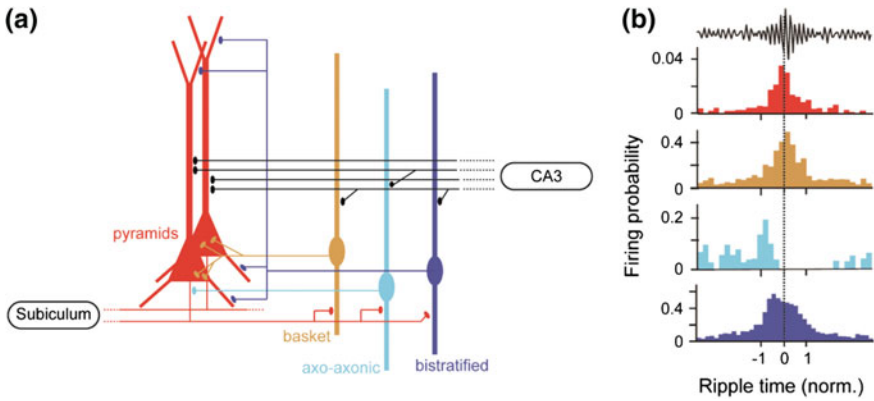 (a)
pyramids
CA3
Subiculum
basket
axo-axonic
bistratified
(b)
Firing probability
0.04
0
0.4
0
0.2
0
0.4
0
-1 0 1
Ripple time (norm.)